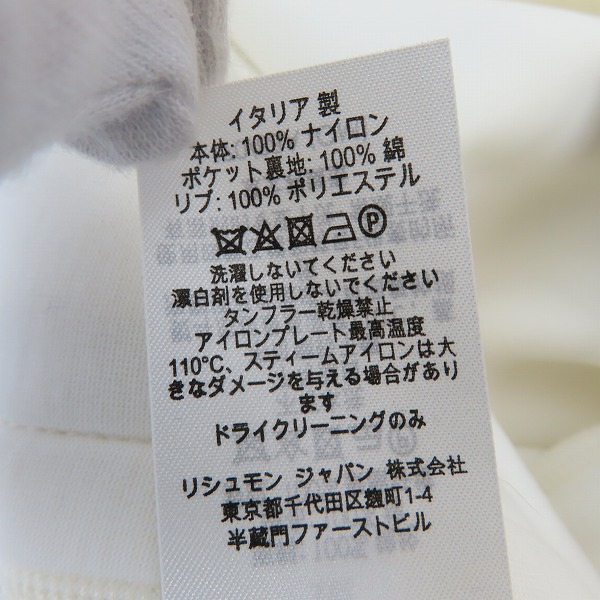 イタリア 製
本体: 100% ナイロン
ポケット裏地: 100% 綿
リブ: 100% ポリエステル
P
洗濯しないてください
漂白剤を使用しないでください
タンフラー乾燥禁止
アイロンプレート最高温度
110°C、スティームアイロンは大
きなダメージを与える場合があり
ます
ドライクリーニングのみ
リシュモン ジャパン 株式会社
東京都千代田区麹町1-4
半蔵門ファーストビル